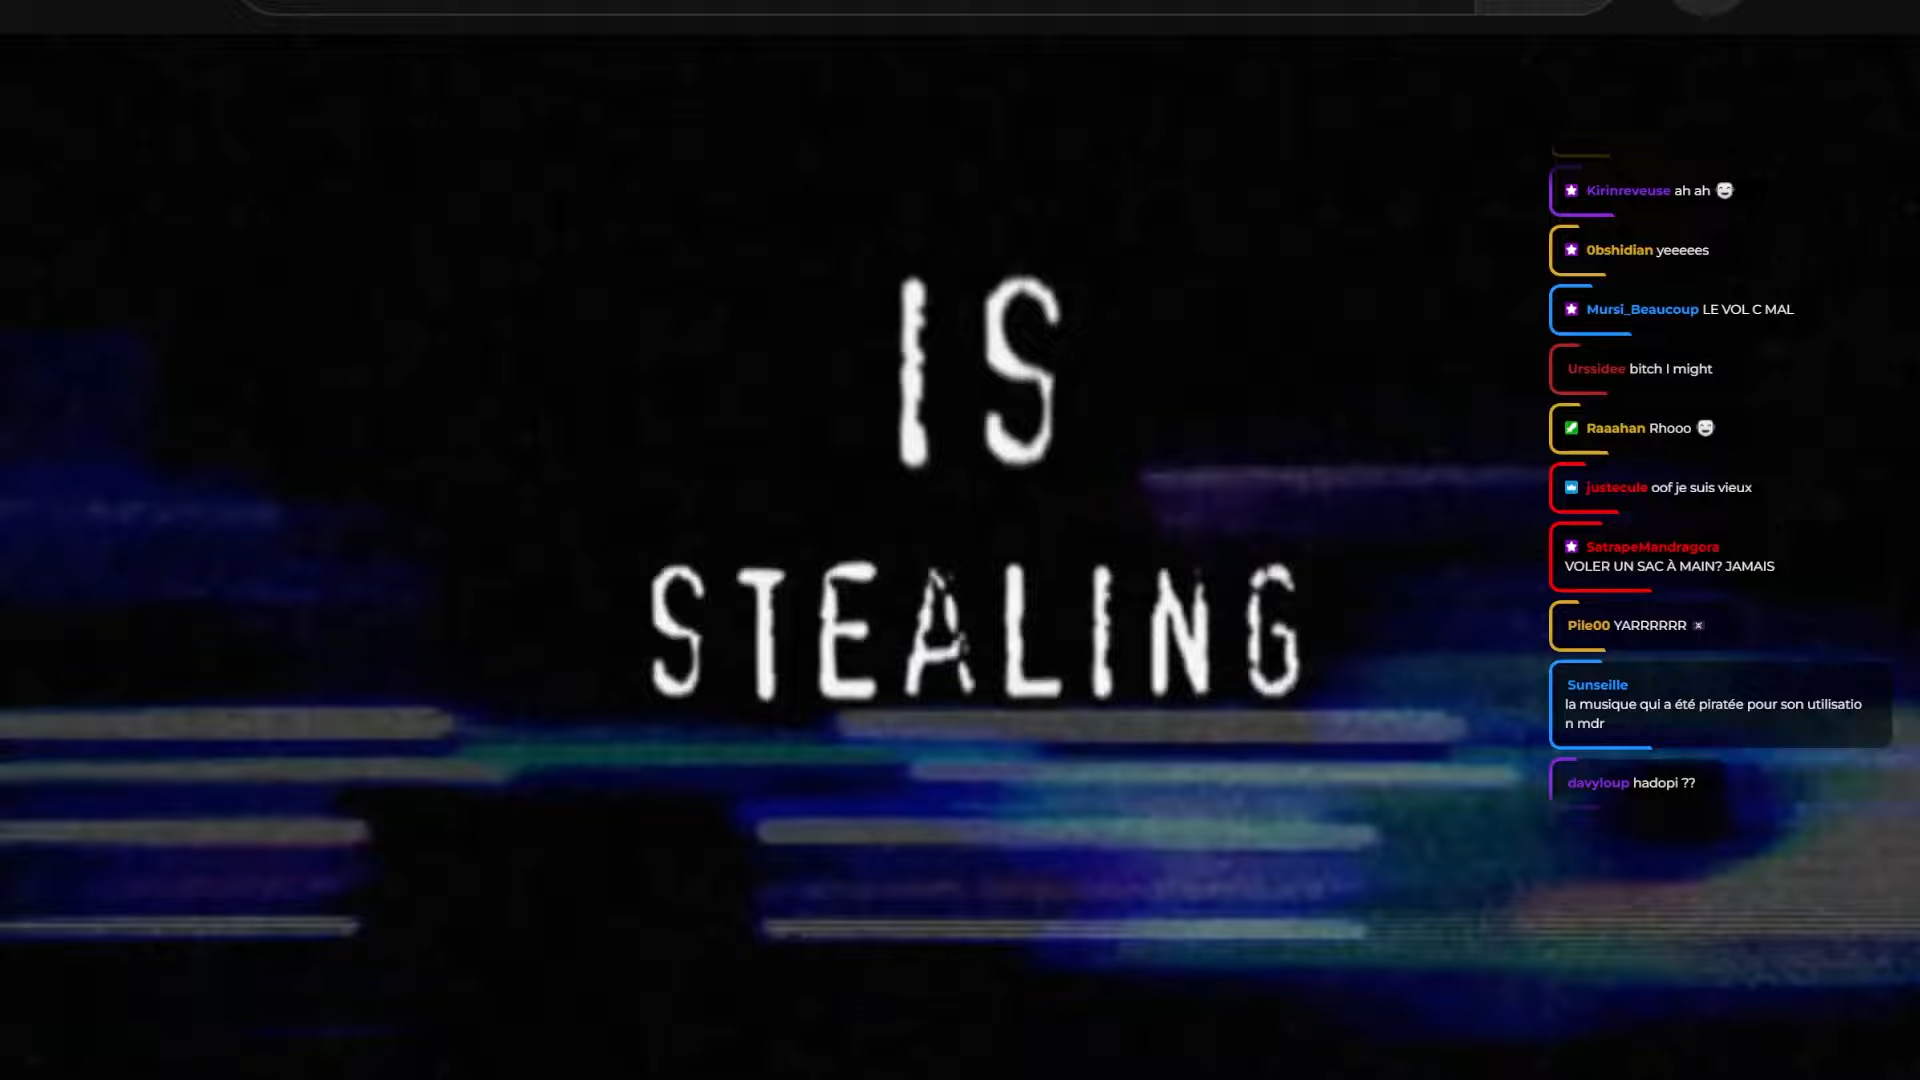 IS
STEALING
Kirinreveuse ah ah
0bshidian yeeeees
Mursi_Beaucoup LE VOL C MAL
Urssidee bitch I might
Raaahan Rhooo
justecule oof je suis vieux
SatrapeMandragora
VOLER UN SAC À MAIN? JAMAIS
Pile00 YARRRRRR
Sunseille
la musique qui a été piratée pour son utilisatio
n mdr
davyloup hadopi ??